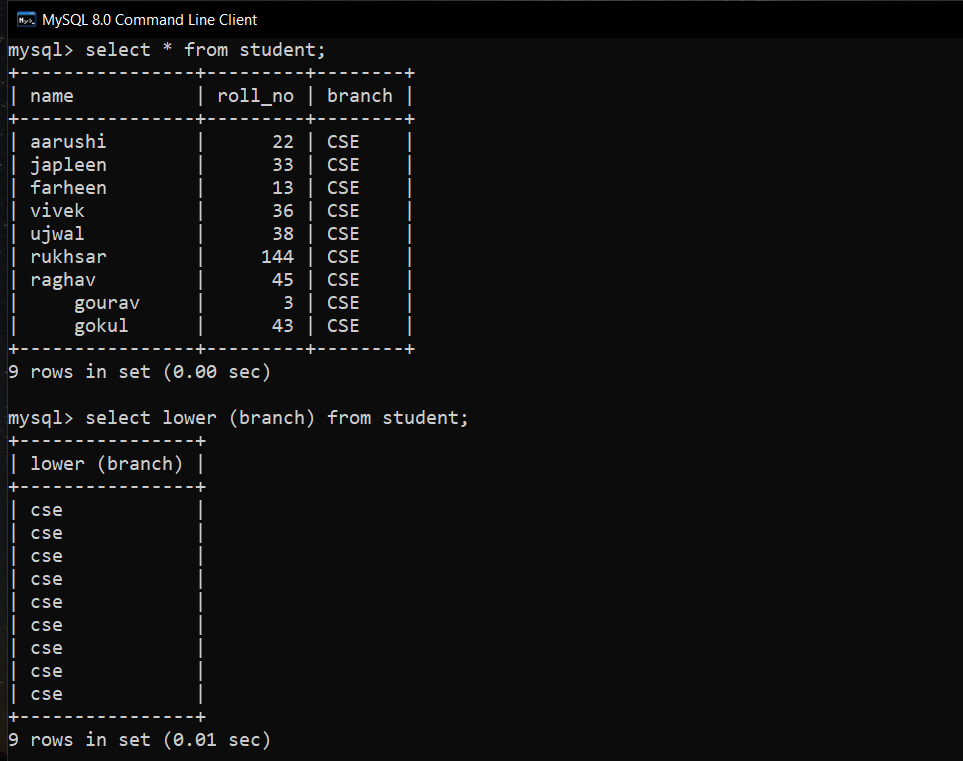 MySQL 8.0 Command Line Client
mysql> select * from student;
+----------------+---------+--------+
| name           | roll_no | branch |
+----------------+---------+--------+
| aarushi        |      22 | CSE    |
| japleen        |      33 | CSE    |
| farheen        |      13 | CSE    |
| vivek          |      36 | CSE    |
| ujwal          |      38 | CSE    |
| rukhsar        |     144 | CSE    |
| raghav         |      45 | CSE    |
|     gourav     |       3 | CSE    |
|     gokul      |      43 | CSE    |
+----------------+---------+--------+
9 rows in set (0.00 sec)

mysql> select lower (branch) from student;
+----------------+
| lower (branch) |
+----------------+
| cse            |
| cse            |
| cse            |
| cse            |
| cse            |
| cse            |
| cse            |
| cse            |
| cse            |
+----------------+
9 rows in set (0.01 sec)